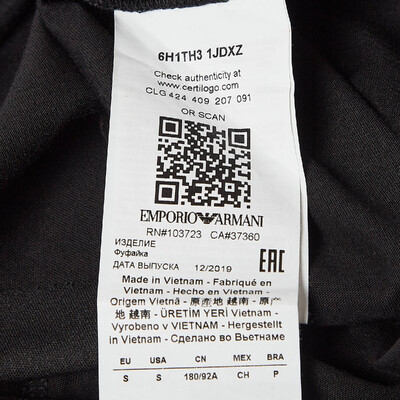 6H1TH3 1JDXZ
Check authenticity at
www.certilogo.com
CLG 424 409 207 091
OR SCAN
EMPORIO ARMANI
RN#103723 CA#37360
ИЗДЕЛИЕ
Фуфайка
ДАТА ВЫПУСКА 12/2019
EAC
Made in Vietnam - Fabriqué en
Vietnam - Hecho en Vietnam -
Origem Vietnã - 原産地 越南 - 原产
地 越南 - ÜRETİM YERİ Vietnam -
Vyrobeno v VIETNAM - Hergestellt
in Vietnam - Сделано во Вьетнаме
EU USA CN MEX BRA
S S 180/92A CH P